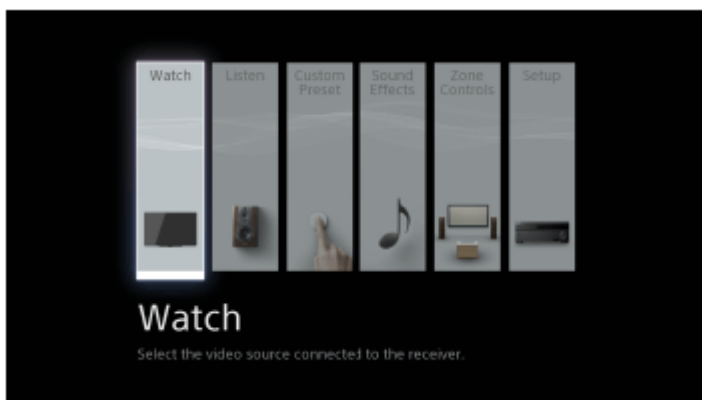 Watch
Listen
Custom
Preset
Sound
Effects
Zone
Controls
Setup
Watch
Select the video source connected to the receiver.